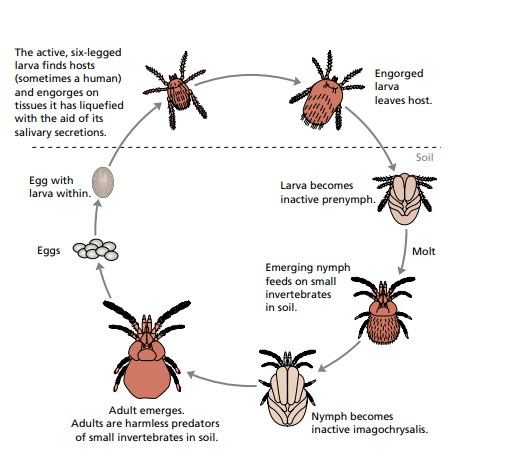 The active, six-legged
larva finds hosts
(sometimes a human)
and engorges on
tissues it has liquefied
with the aid of its
salivary secretions.
Engorged
larva
leaves host.
Soil
Egg with
larva within.
Larva becomes
inactive prenymph.
Eggs
Molt
Emerging nymph
feeds on small
invertebrates
in soil.
Adult emerges.
Adults are harmless predators
of small invertebrates in soil.
Nymph becomes
inactive imagochrysalis.